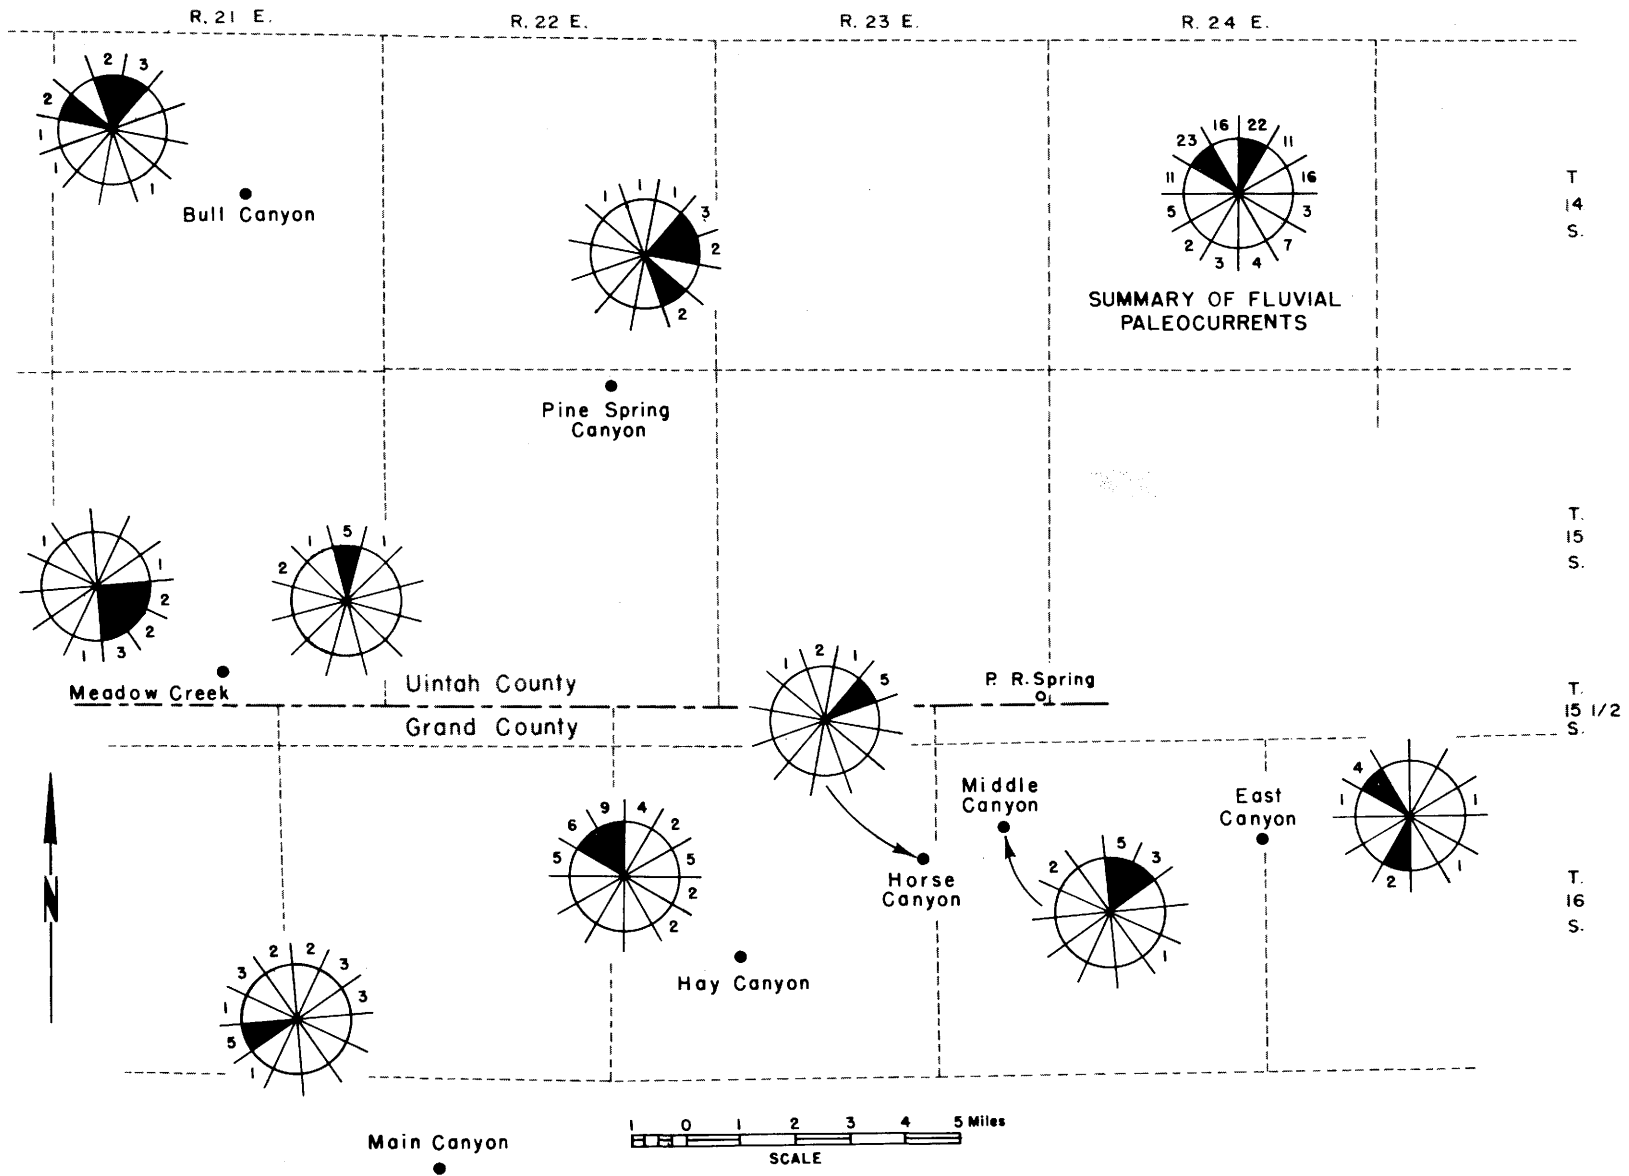 R. 21 E.
R. 22 E.
R. 23 E.
R. 24 E.
2 3
2
1
1
1
Bull Canyon
1 1 1
3
2
2
16 22
23 11
11 16
5 3
2 7
3 4
SUMMARY OF FLUVIAL
PALEOCURRENTS
T
14
S.
Pine Spring
Canyon
1
1
2
2
1 3
5
1 1
2
T.
15
S.
Meadow Creek
Uintah County
Grand County
2
1 1
5
P. R. Spring
T.
15 1/2
S.
N
9 4
6 2
5 5
2
2
Hay Canyon
Horse
Canyon
Middle
Canyon
5
2 3
1
East
Canyon
4
1 1
2 1
T.
16
S.
2 2
3 3
1 3
5
1
Main Canyon
1 0 1 2 3 4 5 Miles
SCALE